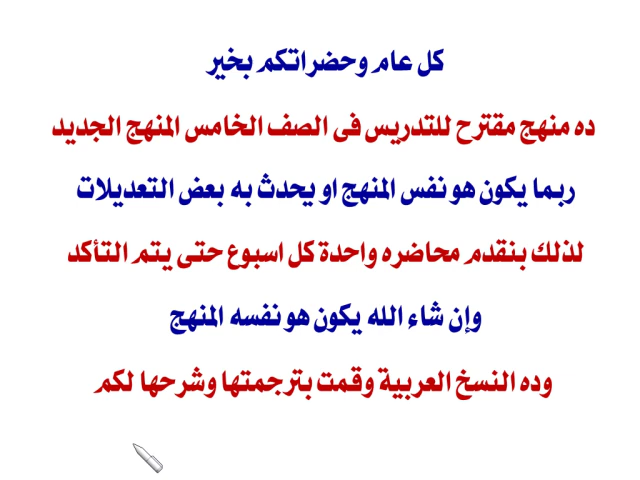 كل عام وحضراتكم بخير
ده منهج مقترح للتدريس فى الصف الخامس المنهج الجديد
ربما يكون هو نفس المنهج او يحدث به بعض التعديلات
لذلك بنقدم محاضره واحدة كل اسبوع حتى يتم التأكد
وإن شاء الله يكون هو نفسه المنهج
وده النسخ العربية وقمت بترجمتها وشرحها لكم